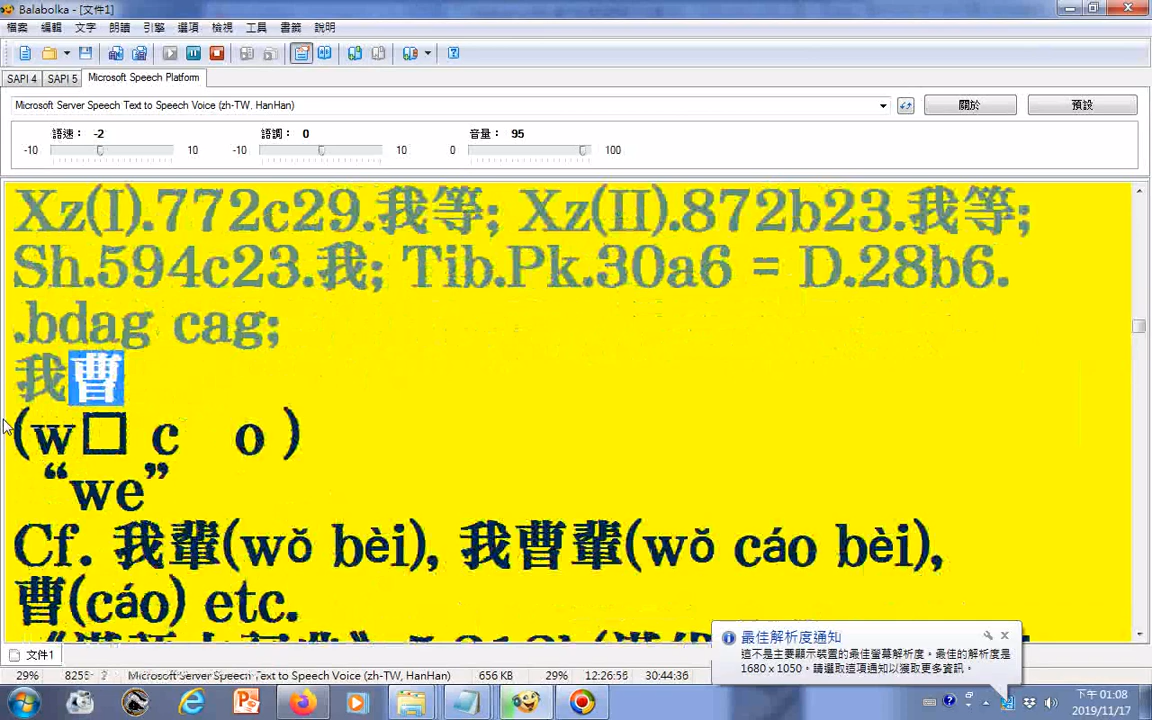 Balabolka - [文件1]
檔案 編輯 文字 朗讀 引擎 選項 檢視 工具 書籤 說明
SAPI 4 SAPI 5 Microsoft Speech Platform
Microsoft Server Speech Text to Speech Voice (zh-TW, HanHan) 關於 預設
語速： -2 語調： 0 音量： 95
-10 10 -10 10 0 100
Xz(I).772c29.我等; Xz(II).872b23.我等;
Sh.594c23.我; Tib.Pk.30a6 = D.28b6.
.bdag cag;
我曹
(w□ c o )
“we”
Cf. 我輩(wǒ bèi), 我曹輩(wǒ cáo bèi),
曹(cáo) etc.
最佳解析度通知
這不是主要顯示裝置的最佳螢幕解析度。最佳的解析度是
1680 x 1050。請選取這項通知以獲取更多資訊。
文件1
29% Microsoft Server Speech Text to Speech Voice (zh-TW, HanHan) 656 KB 29% 12:26:56 30:44:36
下午 01:08
2019/11/17